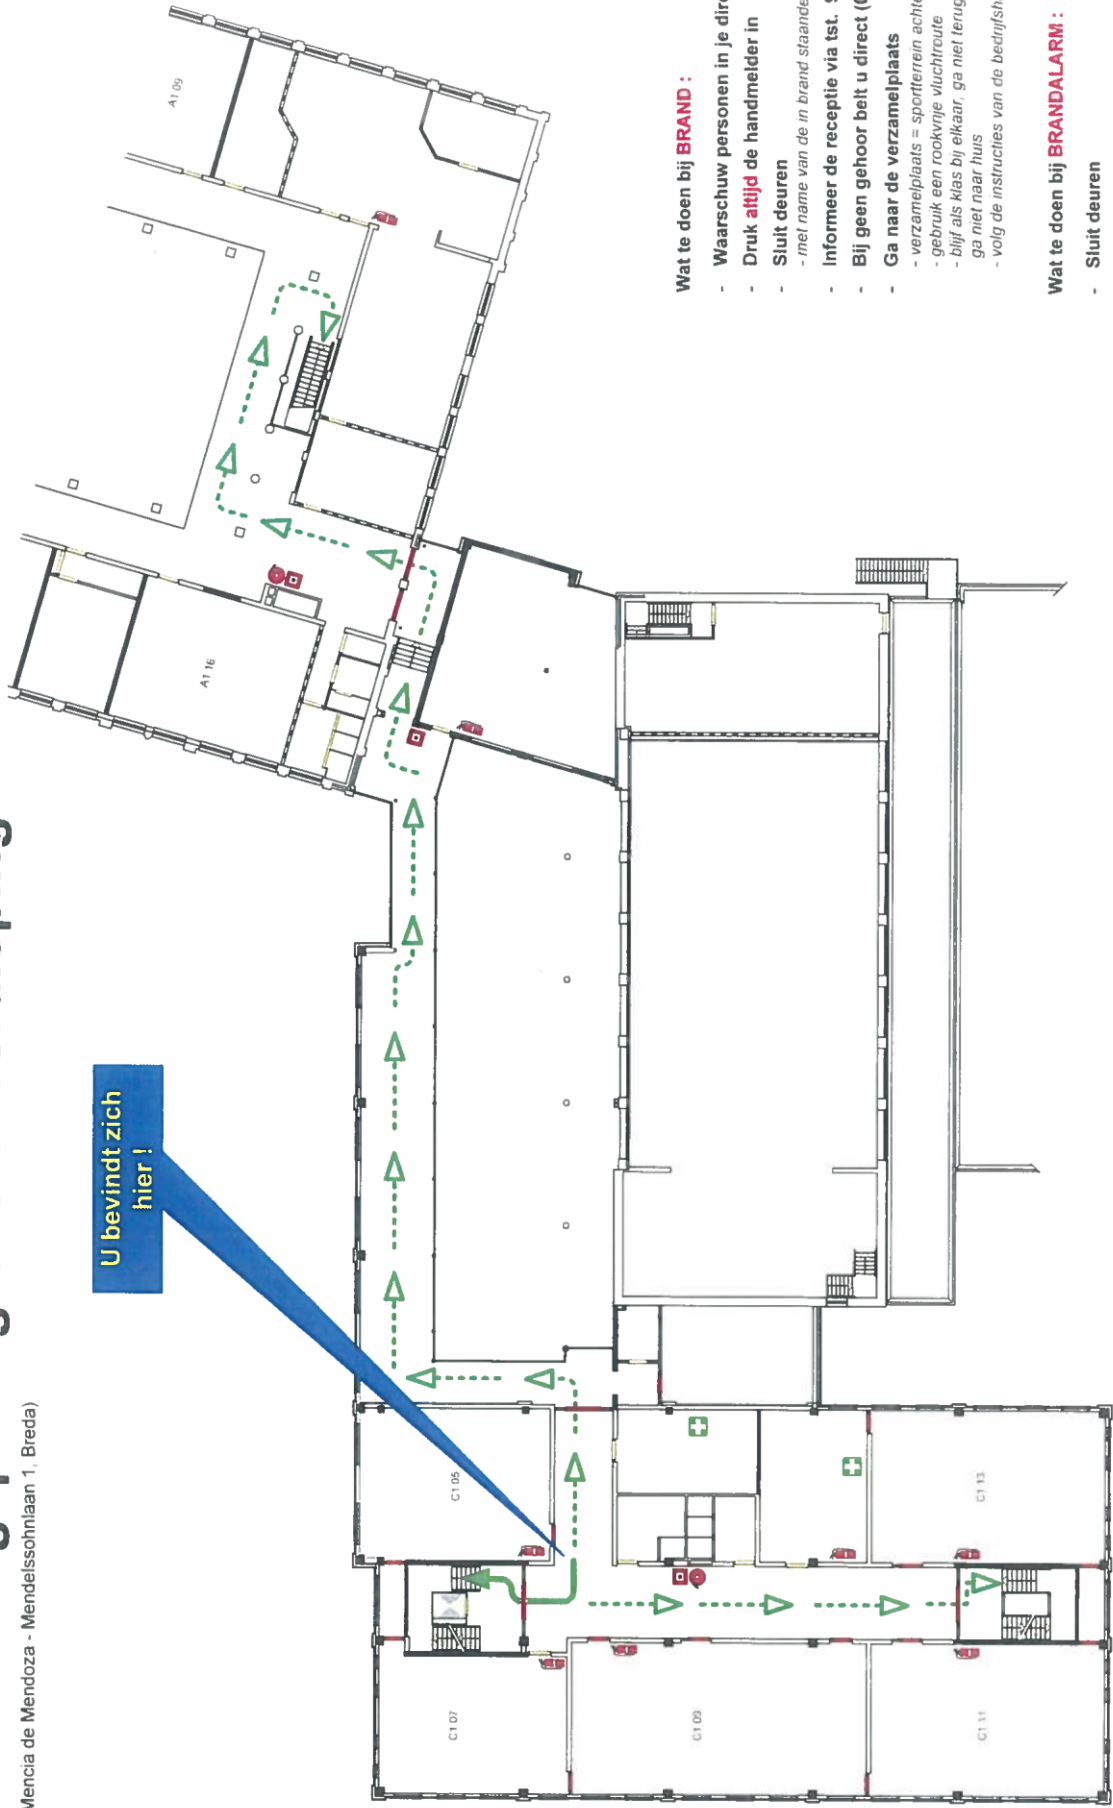 Mencia de Mendoza - Mendelssohnlaan 1, Breda)
U bevindt zich
hier !
A1 09
A1 16
C1 05
C1 07
C1 09
C1 11
C1 13
Wat te doen bij BRAND :
- Waarschuw personen in je dire
- Druk altijd de handmelder in
- Sluit deuren
- met name van de in brand staande
- Informeer de receptie via tst.
- Bij geen gehoor belt u direct (
- Ga naar de verzamelplaats
- verzamelplaats = sportterrein achte
- gebruik een rookvrije vluchtroute
- blijf als klas bij elkaar, ga niet terug
ga niet naar huis
- volg de instructies van de bedrijfsh
Wat te doen bij BRANDALARM :
- Sluit deuren